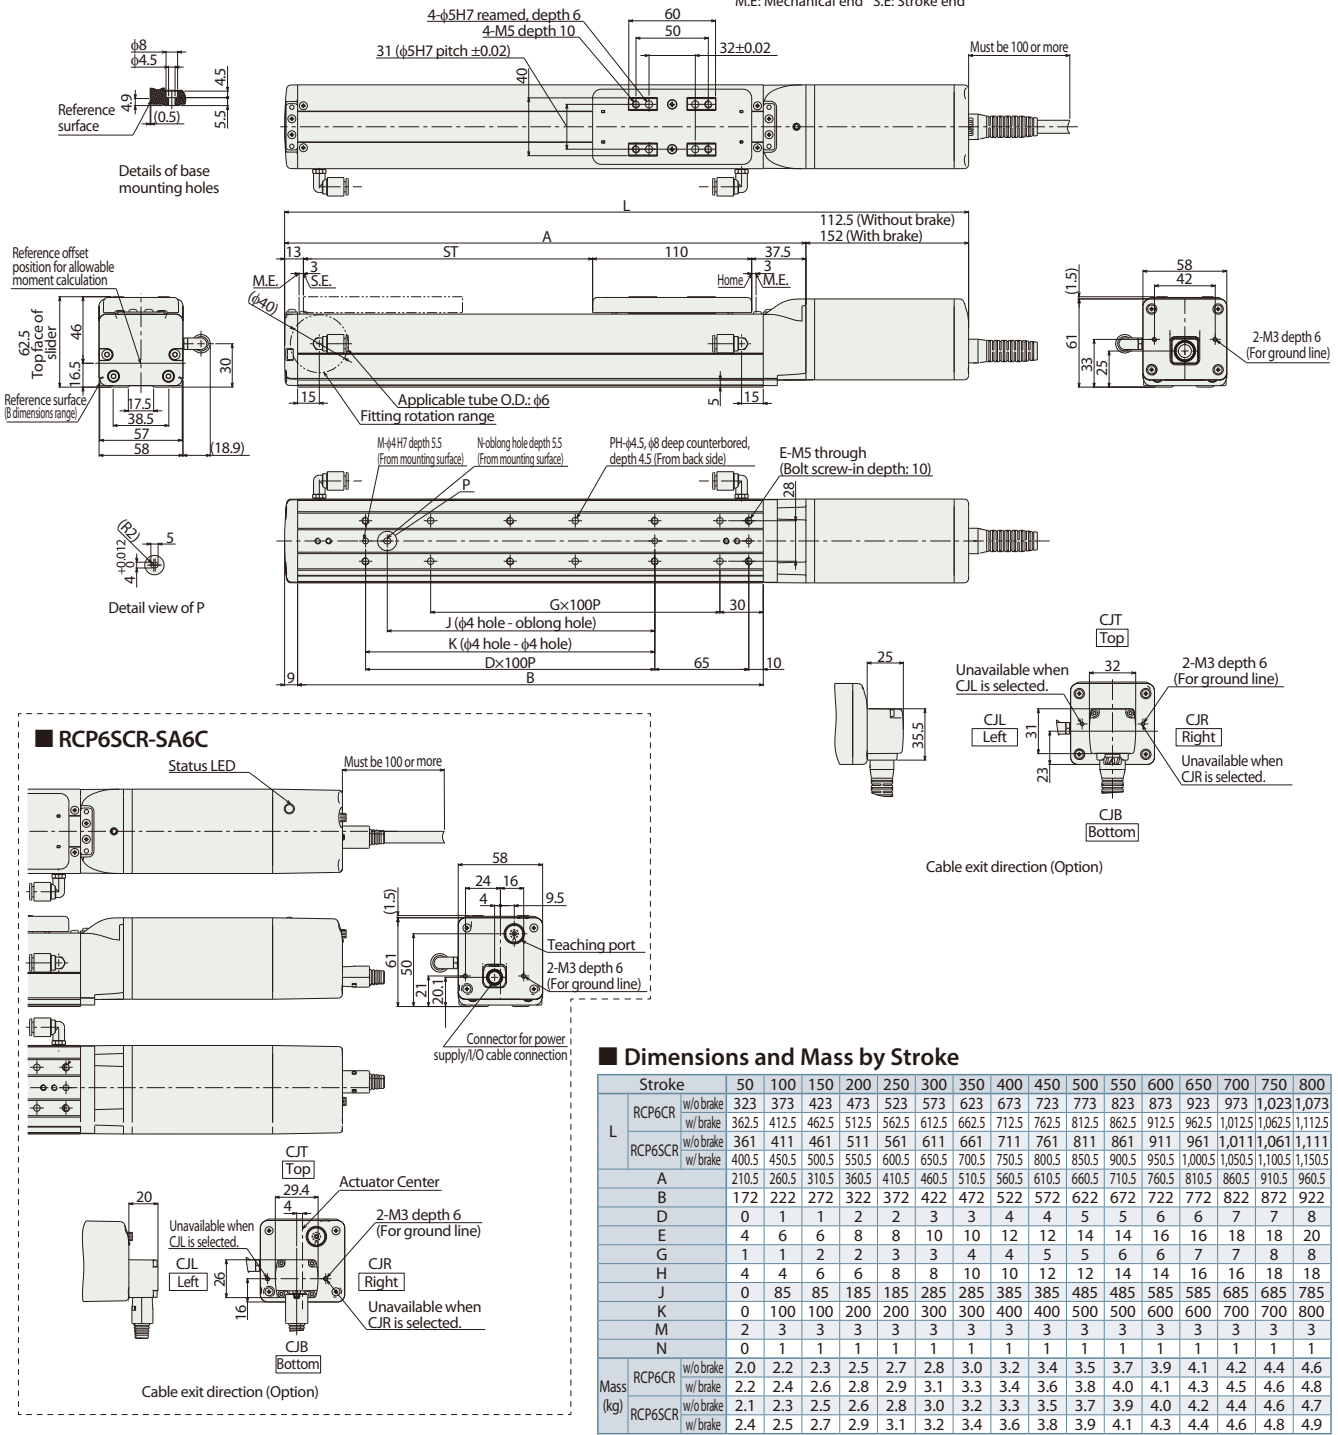 M.E: Mechanical end S.E: Stroke end
4-φ5H7 reamed, depth 6
60
4-M5 depth 10
50
31 (φ5H7 pitch ±0.02)
32±0.02
Must be 100 or more
40
φ8
φ4.5
4.5
4.9
5.5
Reference
surface
(0.5)
Details of base
mounting holes
L
112.5 (Without brake)
A
152 (With brake)
13
ST
110
37.5
3
3
M.E.
S.E.
Home
M.E.
(φ40)
Reference offset
position for allowable
moment calculation
62.5
Top face of
slider
46
16.5
30
Reference surface
(B dimensions range)
17.5
38.5
57
58
(18.9)
15
Applicable tube O.D.: φ6
Fitting rotation range
5
15
58
42
(1.5)
61
33
25
2-M3 depth 6
(For ground line)
M-φ4 H7 depth 5.5
(From mounting surface)
N-oblong hole depth 5.5
(From mounting surface)
PH-φ4.5, φ8 deep counterbored,
depth 4.5 (From back side)
E-M5 through
(Bolt screw-in depth: 10)
P
28
(R2)
5
4 +0.012 0
Detail view of P
G×100P
30
J (φ4 hole - oblong hole)
K (φ4 hole - φ4 hole)
D×100P
65
10
9
B
25
35.5
CJT
Top
Unavailable when
CJL is selected.
32
2-M3 depth 6
(For ground line)
CJL
Left
31
23
CJR
Right
Unavailable when
CJR is selected.
CJB
Bottom
Cable exit direction (Option)
■ RCP6SCR-SA6C
Status LED
Must be 100 or more
58
24
16
4
9.5
(1.5)
61
50
21
20.1
Teaching port
2-M3 depth 6
(For ground line)
Connector for power
supply/I/O cable connection
CJT
Top
20
29.4
4
Actuator Center
2-M3 depth 6
(For ground line)
Unavailable when
CJL is selected.
CJL
Left
26
16
CJR
Right
Unavailable when
CJR is selected.
CJB
Bottom
Cable exit direction (Option)
■ Dimensions and Mass by Stroke
Stroke 50 100 150 200 250 300 350 400 450 500 550 600 650 700 750 800
L RCP6CR w/o brake 323 373 423 473 523 573 623 673 723 773 823 873 923 973 1,023 1,073
w/ brake 362.5 412.5 462.5 512.5 562.5 612.5 662.5 712.5 762.5 812.5 862.5 912.5 962.5 1,012.5 1,062.5 1,112.5
RCP6SCR w/o brake 361 411 461 511 561 611 661 711 761 811 861 911 961 1,011 1,061 1,111
w/ brake 400.5 450.5 500.5 550.5 600.5 650.5 700.5 750.5 800.5 850.5 900.5 950.5 1,000.5 1,050.5 1,100.5 1,150.5
A 210.5 260.5 310.5 360.5 410.5 460.5 510.5 560.5 610.5 660.5 710.5 760.5 810.5 860.5 910.5 960.5
B 172 222 272 322 372 422 472 522 572 622 672 722 772 822 872 922
D 0 1 1 2 2 3 3 4 4 5 5 6 6 7 7 8
E 4 6 6 8 8 10 10 12 12 14 14 16 16 18 18 20
G 1 1 2 2 3 3 4 4 5 5 6 6 7 7 8 8
H 4 4 6 6 8 8 10 10 12 12 14 14 16 16 18 18
J 0 85 85 185 185 285 285 385 385 485 485 585 585 685 685 785
K 0 100 100 200 200 300 300 400 400 500 500 600 600 700 700 800
M 2 3 3 3 3 3 3 3 3 3 3 3 3 3 3 3
N 0 1 1 1 1 1 1 1 1 1 1 1 1 1 1 1
Mass (kg) RCP6CR w/o brake 2.0 2.2 2.3 2.5 2.7 2.8 3.0 3.2 3.4 3.5 3.7 3.9 4.1 4.2 4.4 4.6
w/ brake 2.2 2.4 2.6 2.8 2.9 3.1 3.3 3.4 3.6 3.8 4.0 4.1 4.3 4.5 4.6 4.8
RCP6SCR w/o brake 2.1 2.3 2.5 2.6 2.8 3.0 3.2 3.3 3.5 3.7 3.9 4.0 4.2 4.4 4.6 4.7
w/ brake 2.4 2.5 2.7 2.9 3.1 3.2 3.4 3.6 3.8 3.9 4.1 4.3 4.4 4.6 4.8 4.9